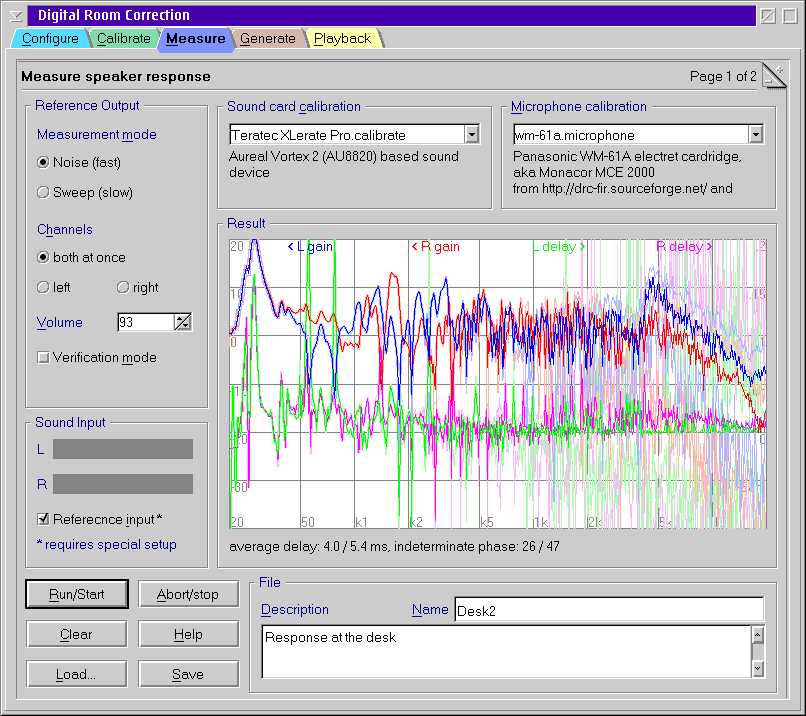 Digital Room Correction
Configure Calibrate Measure Generate Playback
Measure speaker response
Page 1 of 2
Reference Output
Measurement mode
Noise (fast)
Sweep (slow)
Channels
both at once
left right
Volume 93
Verification mode
Sound Input
L
R
Referecnce input*
*requires special setup
Sound card calibration
Teratec XLerate Pro.calibrate
Aureal Vortex 2 (AU8820) based sound
device
Microphone calibration
wm-61a.microphone
Panasonic WM-61A electret cardridge,
aka Monacor MCE 2000
from http://drc-fir.sourceforge.net/ and
Result
20 < L gain < R gain L delay > R delay >
10
0
20 50 k1 k2 k5 1k 2k 5k
average delay: 4.0 / 5.4 ms, indeterminate phase: 26 / 47
Run/Start Abort/stop
Clear Help
Load... Save
File
Description Name Desk2
Response at the desk